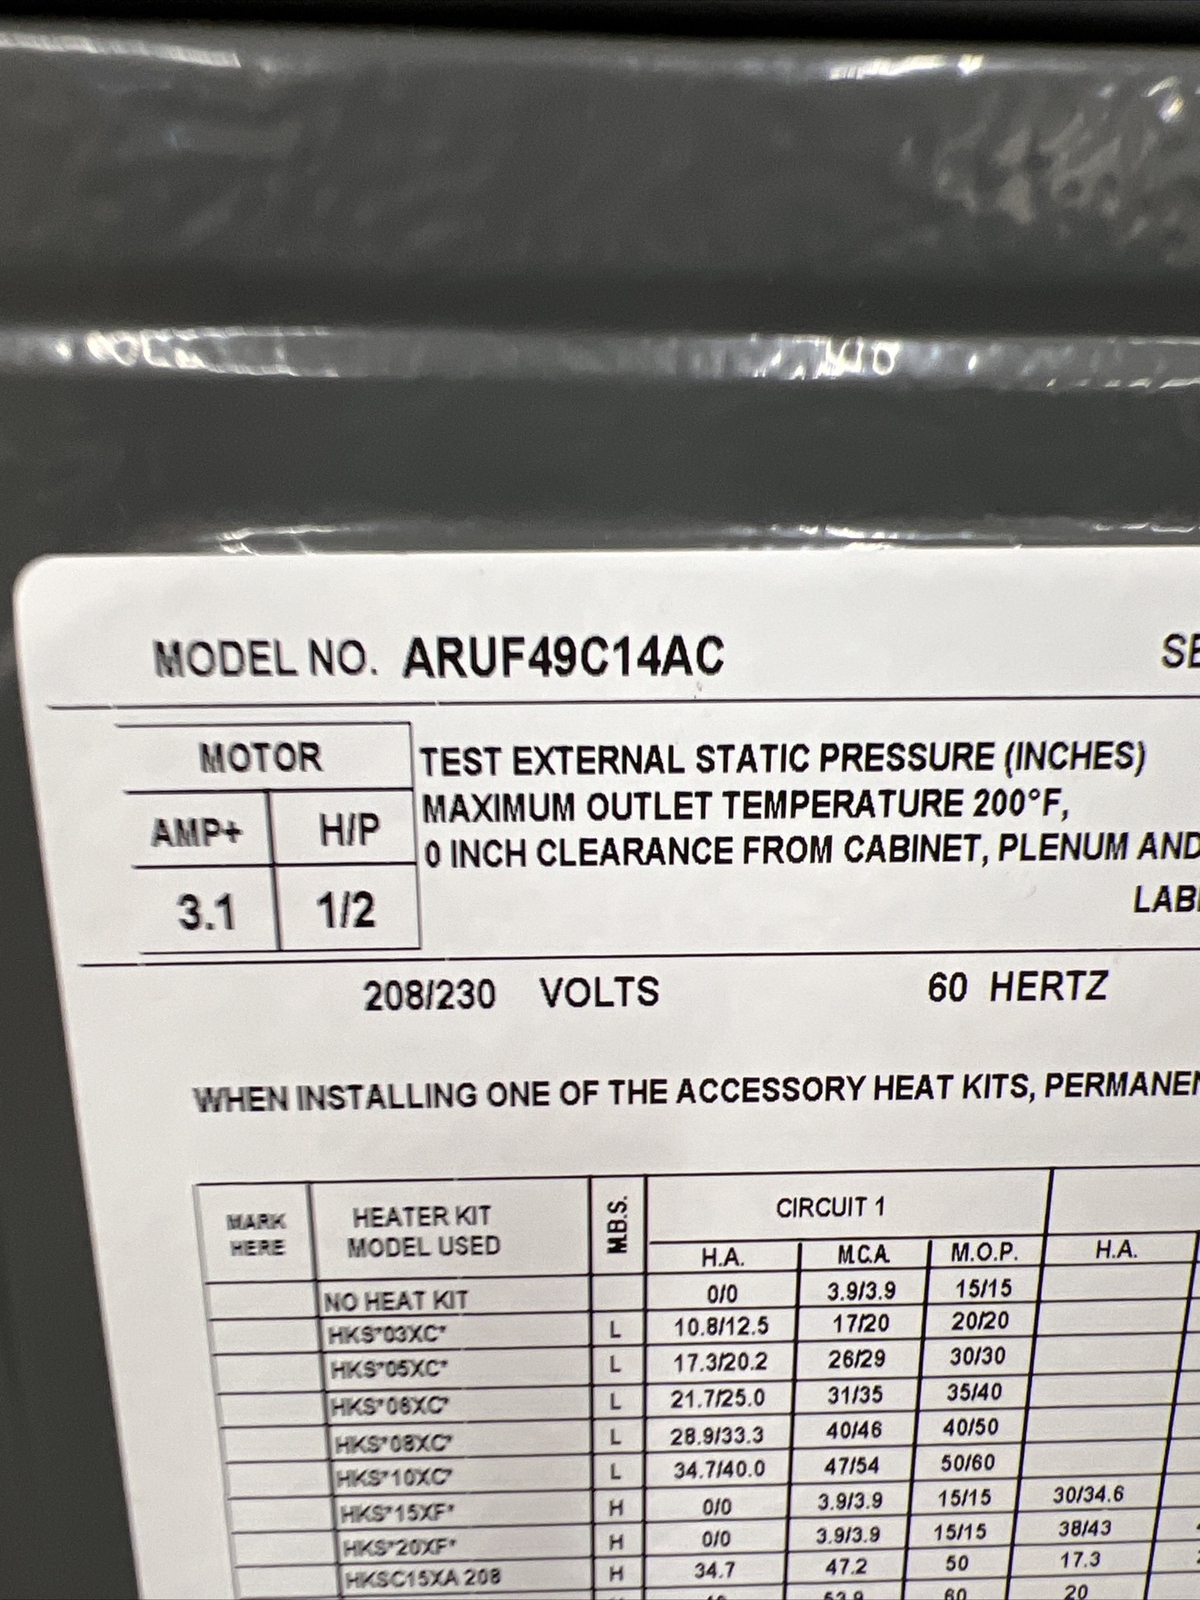 MODEL NO. ARUF49C14AC SE
MOTOR
AMP+ H/P
3.1 1/2
TEST EXTERNAL STATIC PRESSURE (INCHES)
MAXIMUM OUTLET TEMPERATURE 200°F,
0 INCH CLEARANCE FROM CABINET, PLENUM AND
LAB
208/230 VOLTS 60 HERTZ
WHEN INSTALLING ONE OF THE ACCESSORY HEAT KITS, PERMANEN
MARK HEATER KIT M.B.S. CIRCUIT 1
HERE MODEL USED H.A. M.C.A. M.O.P. H.A.
NO HEAT KIT 0/0 3.9/3.9 15/15
HKS*03XC* L 10.8/12.5 17/20 20/20
HKS*05XC* L 17.3/20.2 26/29 30/30
HKS*06XC* L 21.7/25.0 31/35 35/40
HKS*08XC* L 28.9/33.3 40/46 40/50
HKS*10XC* L 34.7/40.0 47/54 50/60
HKS*15XF* H 0/0 3.9/3.9 15/15 30/34.6
HKS*20XF* H 0/0 3.9/3.9 15/15 38/43
HKSC15XA 208 H 34.7 47.2 50 17.3
60 20